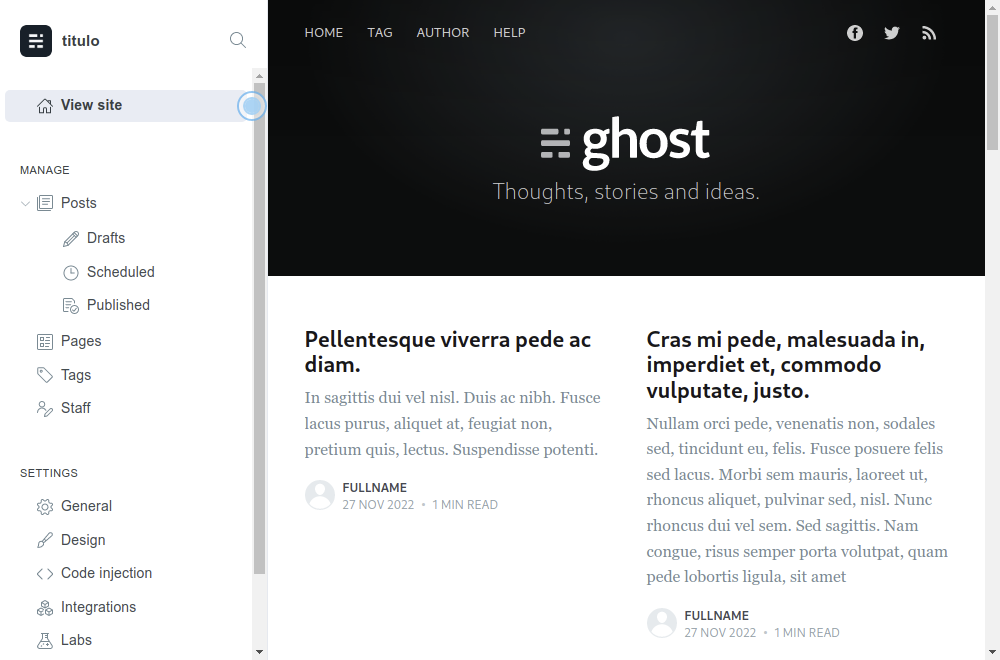 titulo
View site
MANAGE
Posts
Drafts
Scheduled
Published
Pages
Tags
Staff
SETTINGS
General
Design
Code injection
Integrations
Labs
HOME TAG AUTHOR HELP
ghost
Thoughts, stories and ideas.
Pellentesque viverra pede ac
diam.
In sagittis dui vel nisl. Duis ac nibh. Fusce
lacus purus, aliquet at, feugiat non,
pretium quis, lectus. Suspendisse potenti.
FULLNAME
27 NOV 2022 • 1 MIN READ
Cras mi pede, malesuada in,
imperdiet et, commodo
vulputate, justo.
Nullam orci pede, venenatis non, sodales
sed, tincidunt eu, felis. Fusce posuere felis
sed lacus. Morbi sem mauris, laoreet ut,
rhoncus aliquet, pulvinar sed, nisl. Nunc
rhoncus dui vel sem. Sed sagittis. Nam
congue, risus semper porta volutpat, quam
pede lobortis ligula, sit amet
FULLNAME
27 NOV 2022 • 1 MIN READ